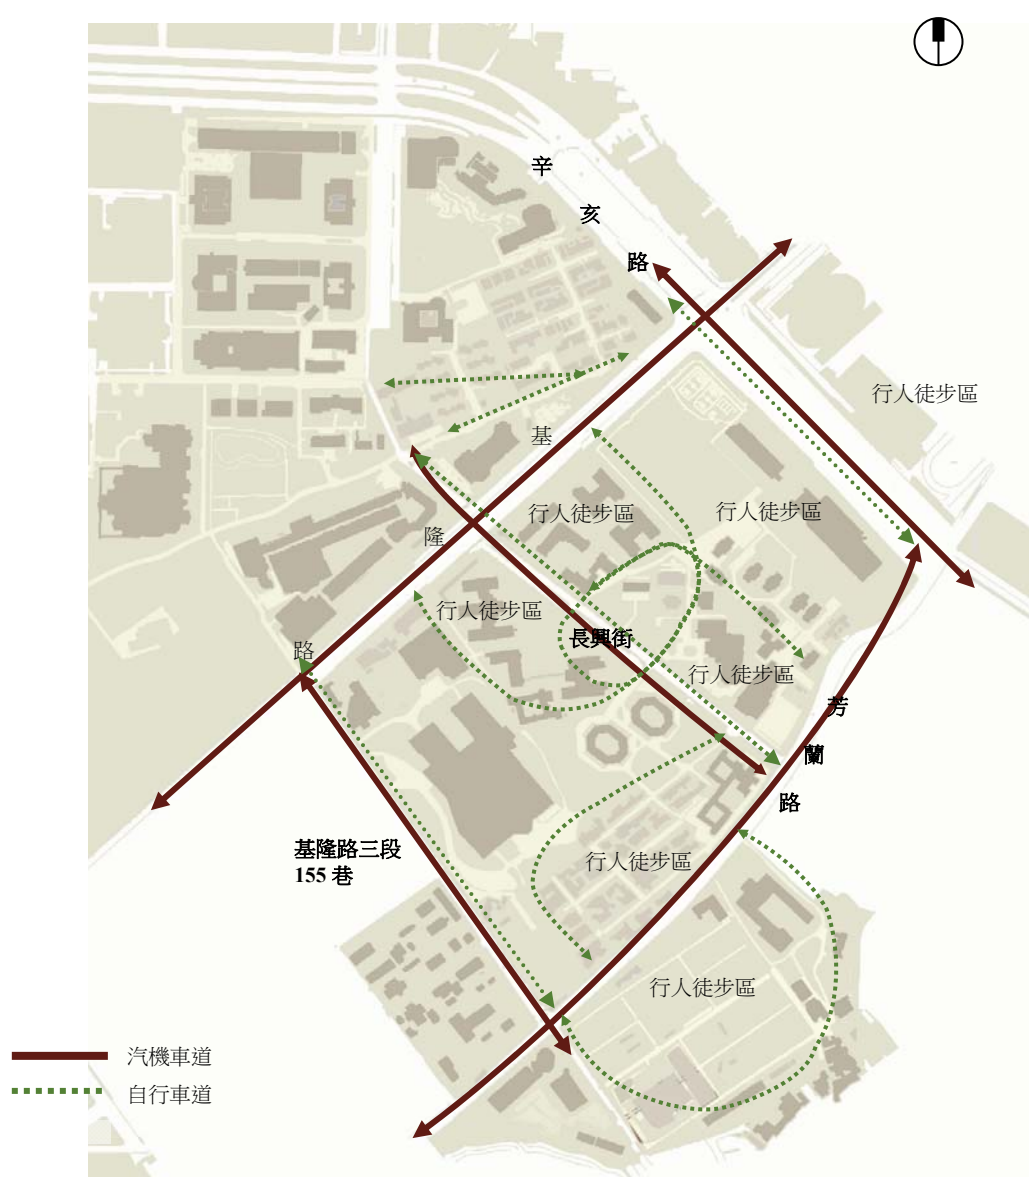 辛
亥
路
行人徒步區
基
行人徒步區
行人徒步區
隆
行人徒步區
長興街
路
行人徒步區
芳
蘭
路
基隆路三段
155 巷
行人徒步區
行人徒步區
汽機車道
自行車道